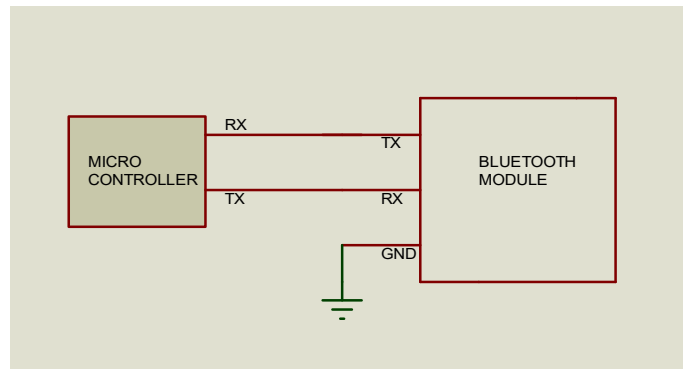 RX
TX
MICRO
CONTROLLER
BLUETOOTH
MODULE
TX
RX
GND